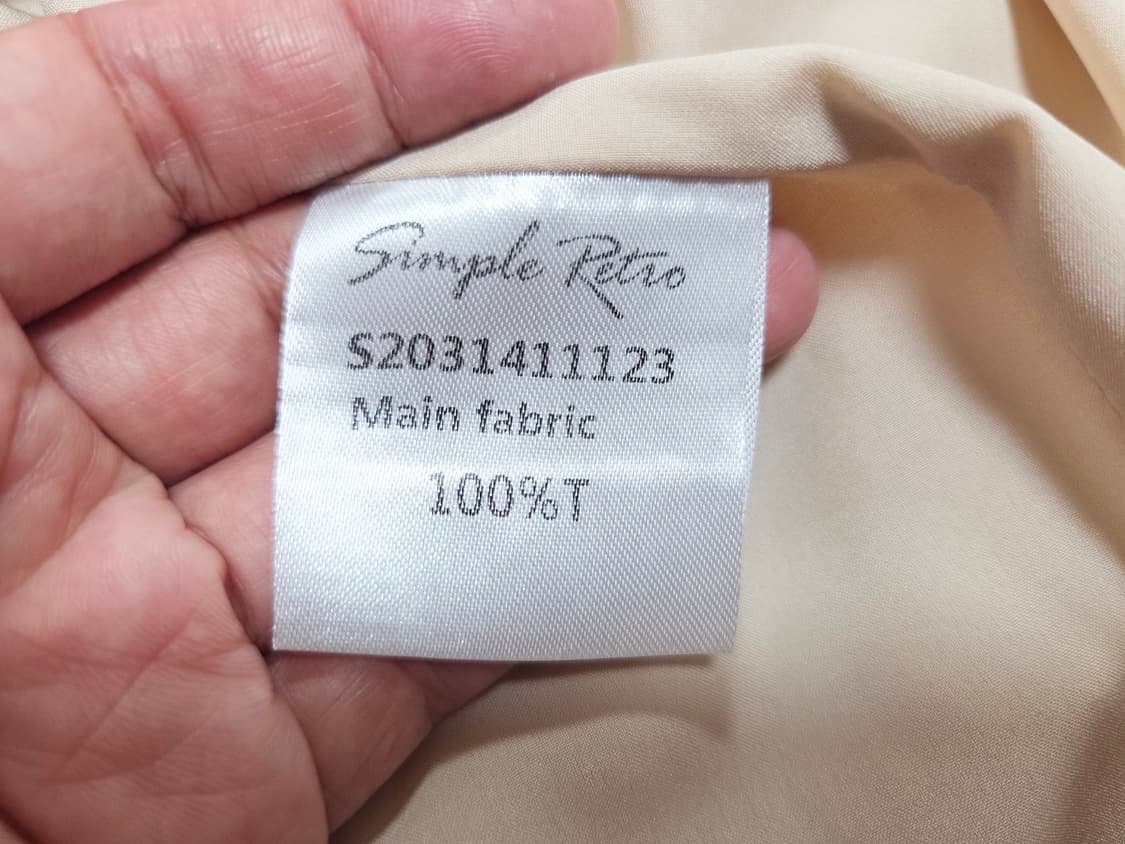 Simple Retro
S2031411123
Main fabric
100%T